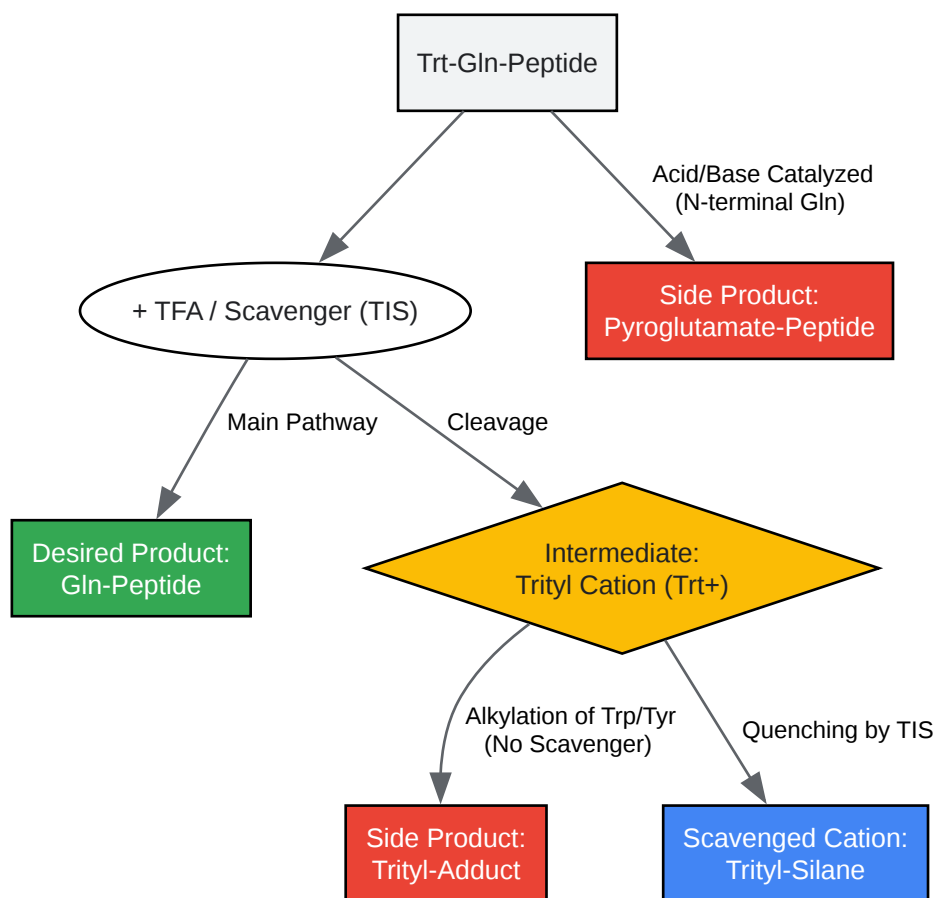 Trt-Gln-Peptide
Acid/Base Catalyzed
(N-terminal Gln)
+ TFA / Scavenger (TIS)
Side Product:
Pyroglutamate-Peptide
Main Pathway
Cleavage
Desired Product:
Gln-Peptide
Intermediate:
Trityl Cation (Trt+)
Alkylation of Trp/Tyr
(No Scavenger)
Quenching by TIS
Side Product:
Trityl-Adduct
Scavenged Cation:
Trityl-Silane